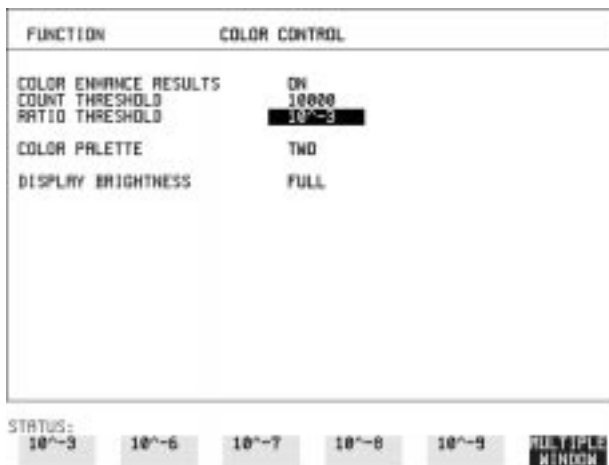 FUNCTION COLOR CONTROL
COLOR ENHANCE RESULTS ON
COUNT THRESHOLD 10000
RATIO THRESHOLD 10^-3
COLOR PALETTE TWO
DISPLAY BRIGHTNESS FULL
STATUS:
10^-3 10^-6 10^-7 10^-8 10^-9 MULTIPLE
WINDOW